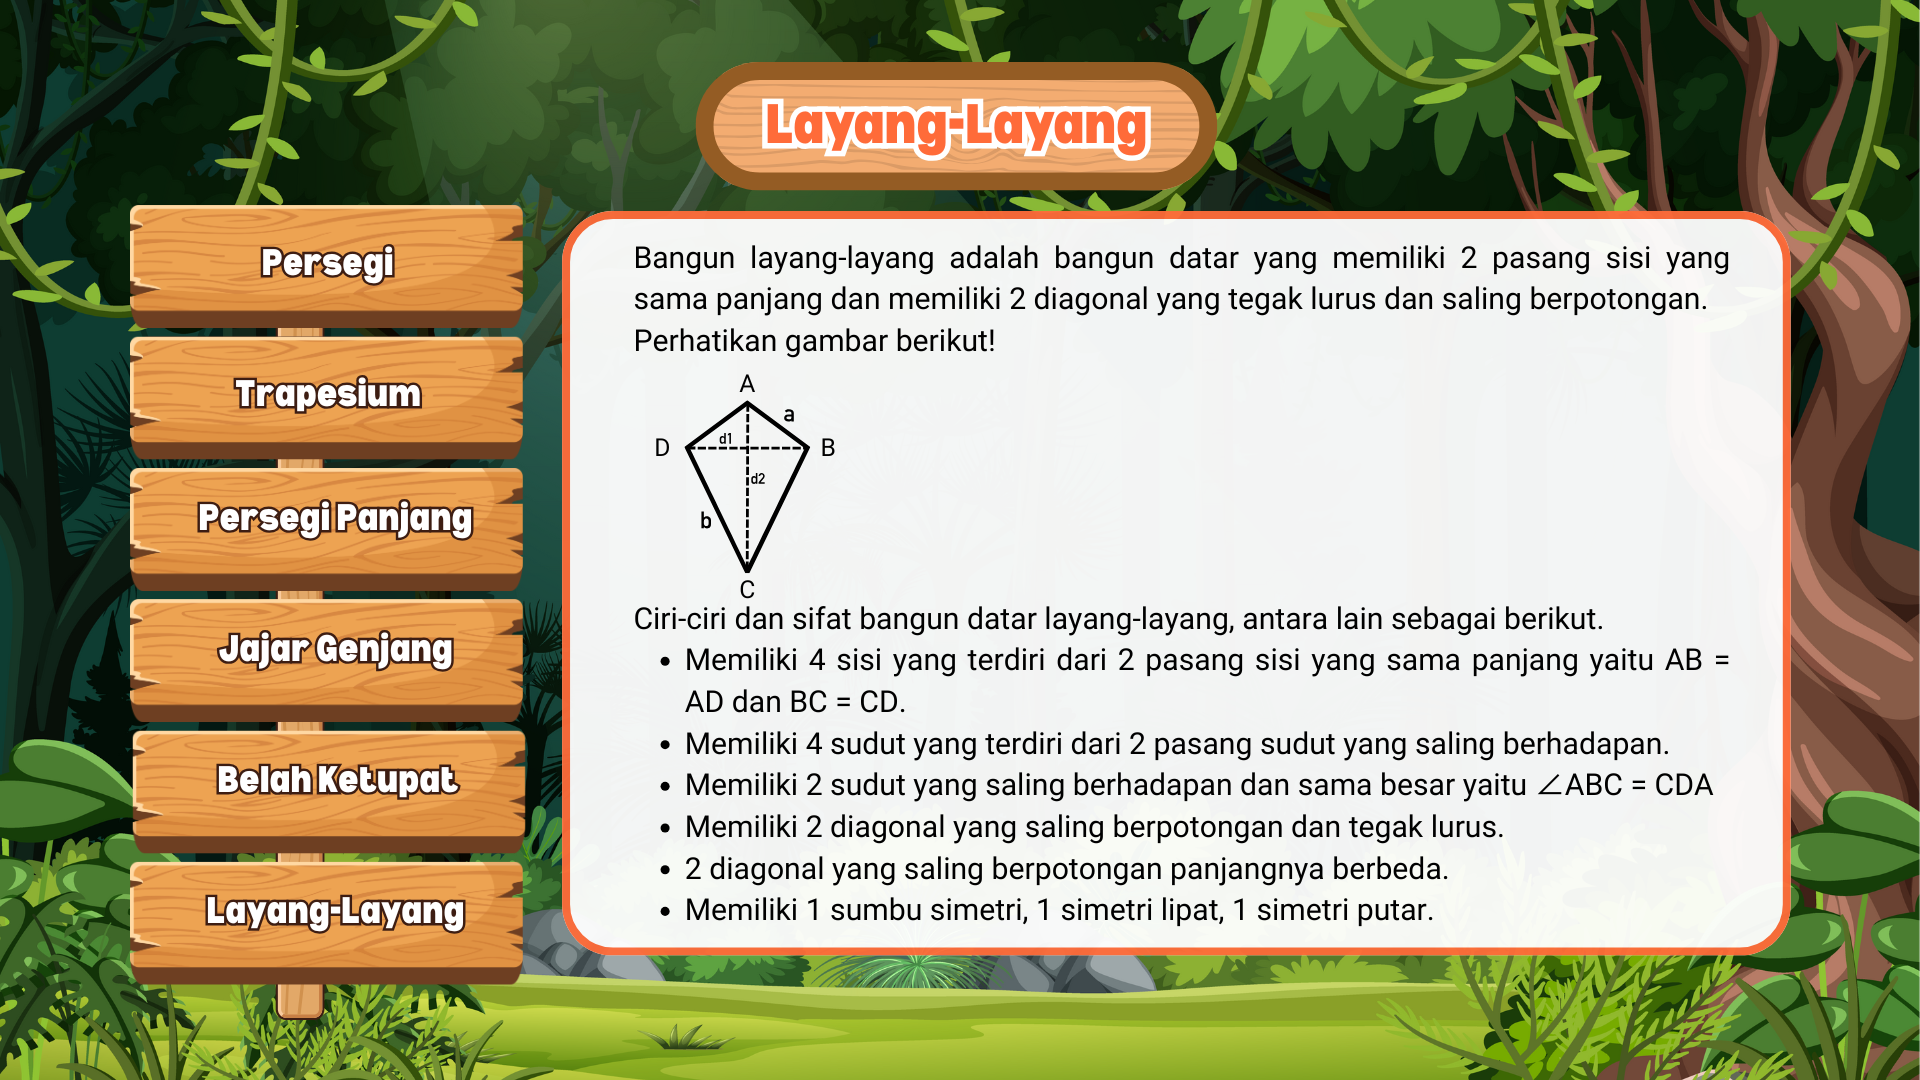 Layang-Layang
Persegi
Trapesium
Persegi Panjang
Jajar Genjang
Belah Ketupat
Layang-Layang
Bangun layang-layang adalah bangun datar yang memiliki 2 pasang sisi yang
sama panjang dan memiliki 2 diagonal yang tegak lurus dan saling berpotongan.
Perhatikan gambar berikut!
A
a
D
d1
B
d2
b
C
Ciri-ciri dan sifat bangun datar layang-layang, antara lain sebagai berikut.
• Memiliki 4 sisi yang terdiri dari 2 pasang sisi yang sama panjang yaitu AB =
AD dan BC = CD.
• Memiliki 4 sudut yang terdiri dari 2 pasang sudut yang saling berhadapan.
• Memiliki 2 sudut yang saling berhadapan dan sama besar yaitu ∠ABC = CDA
• Memiliki 2 diagonal yang saling berpotongan dan tegak lurus.
• 2 diagonal yang saling berpotongan panjangnya berbeda.
• Memiliki 1 sumbu simetri, 1 simetri lipat, 1 simetri putar.